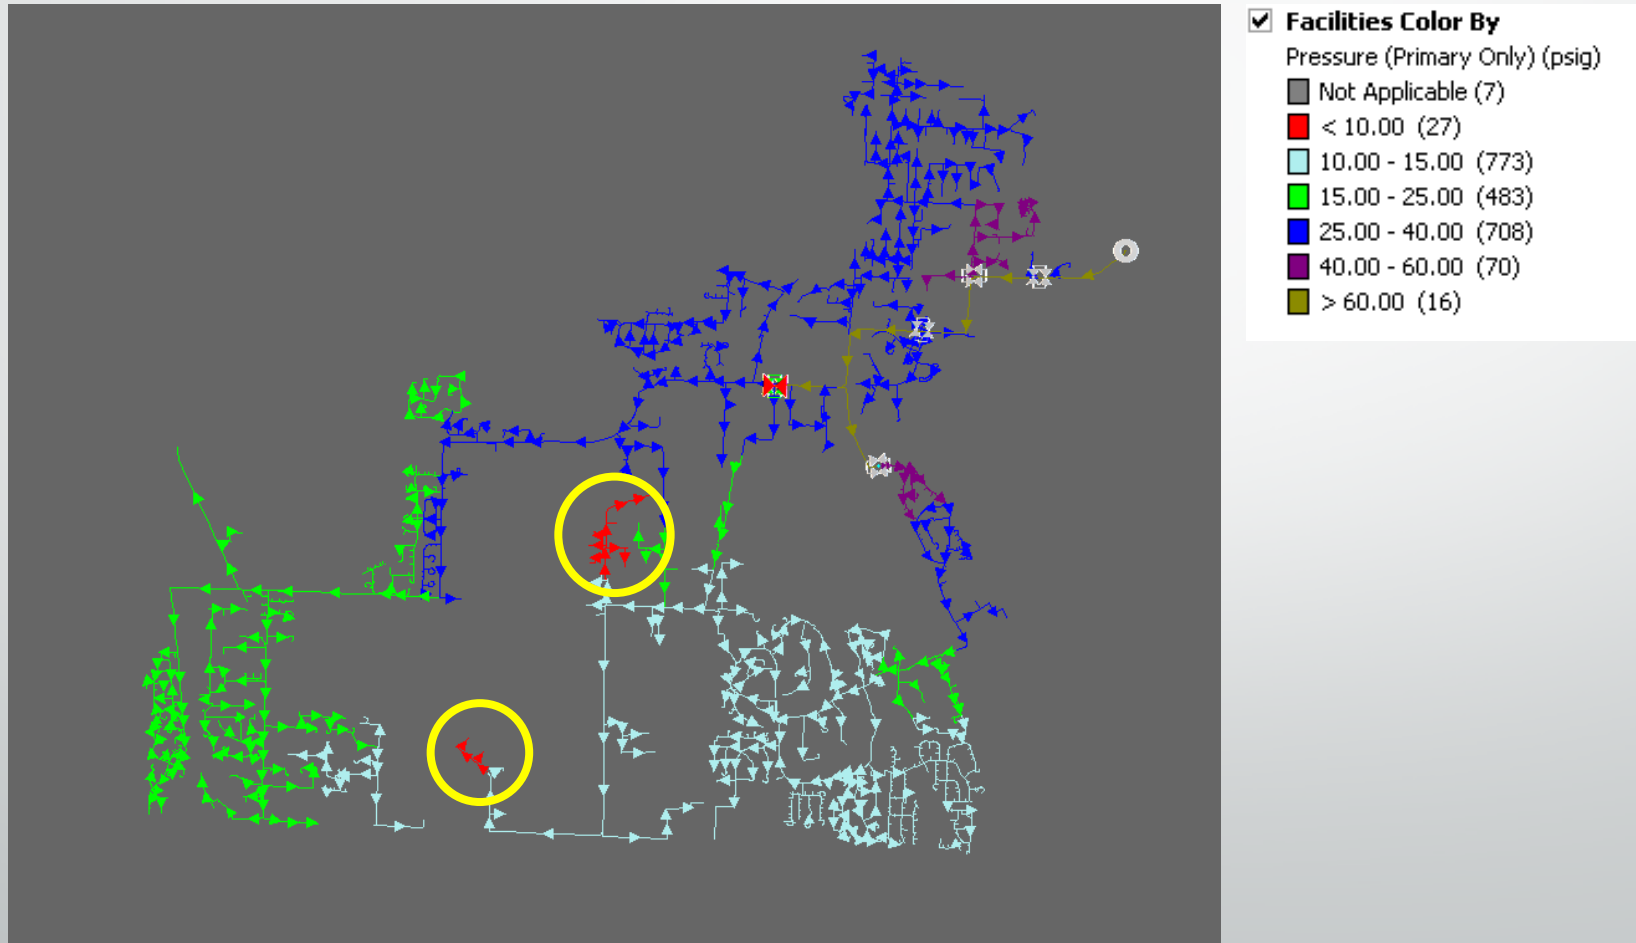 Facilities Color By
Pressure (Primary Only) (psig)
Not Applicable (7)
< 10.00 (27)
10.00 - 15.00 (773)
15.00 - 25.00 (483)
25.00 - 40.00 (708)
40.00 - 60.00 (70)
> 60.00 (16)